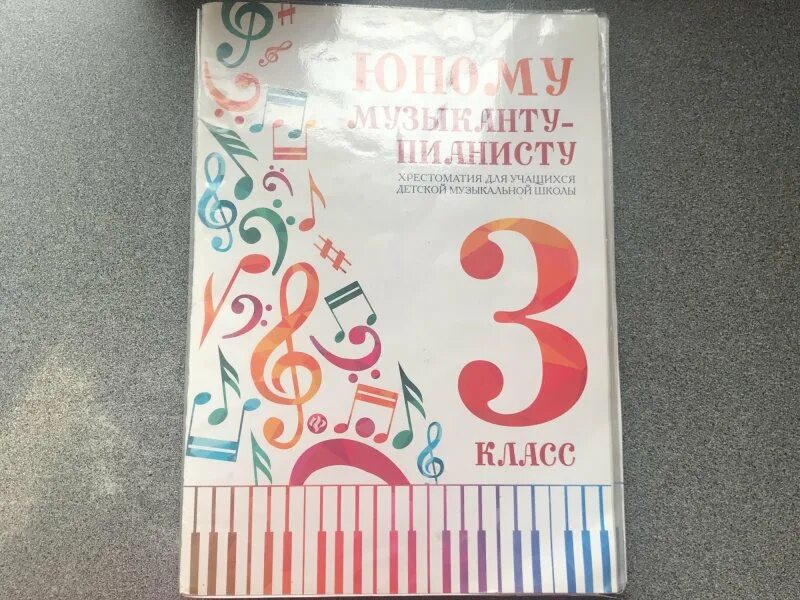 ЮНОМУ
МУЗЫКАНТУ-
ПИАНИСТУ
ХРЕСТОМАТИЯ ДЛЯ УЧАЩИХСЯ
ДЕТСКОЙ МУЗЫКАЛЬНОЙ ШКОЛЫ
3
КЛАСС